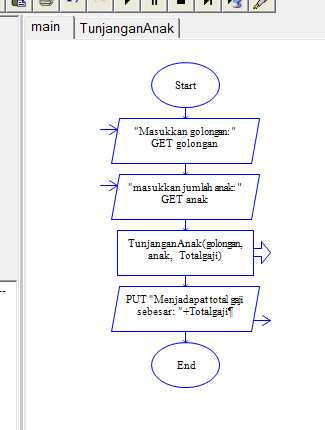 main
TunjanganAnak
Start
"Masukkan golongan: "
GET golongan
"masukkan jumlah anak: "
GET anak
TunjanganAnak(golongan,
anak, Totalgaji)
PUT "Menjadapat total gaji
sebesar: "+Totalgaji¶
End